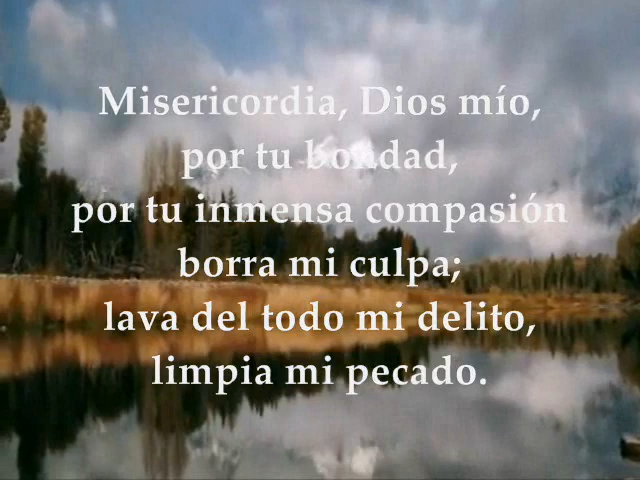 Misericordia, Dios mío,
por tu bondad,
por tu inmensa compasión
borra mi culpa;
lava del todo mi delito,
limpia mi pecado.